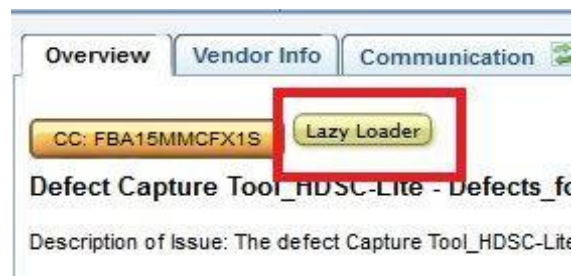 Overview Vendor Info Communication
CC: FBA15MMCFX1S Lazy Loader
Defect Capture Tool_HDSC-Lite - Defects_fo
Description of Issue: The defect Capture Tool_HDSC-Lite